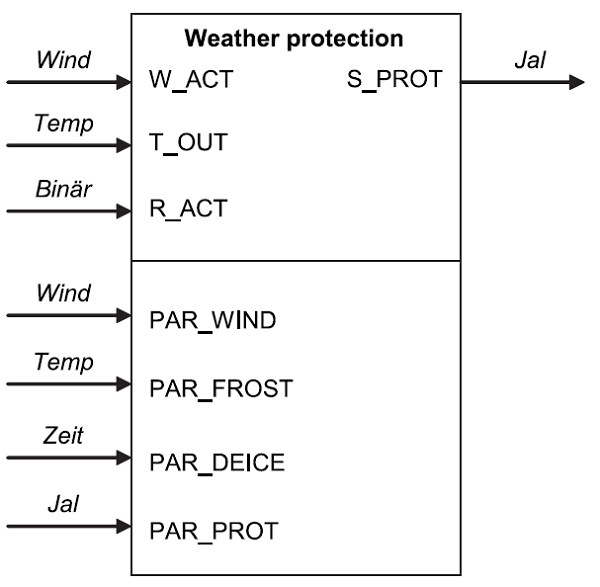 Weather protection
Wind
W_ACT
S_PROT
Jal
Temp
T_OUT
Binär
R_ACT
Wind
PAR_WIND
Temp
PAR_FROST
Zeit
PAR_DEICE
Jal
PAR_PROT